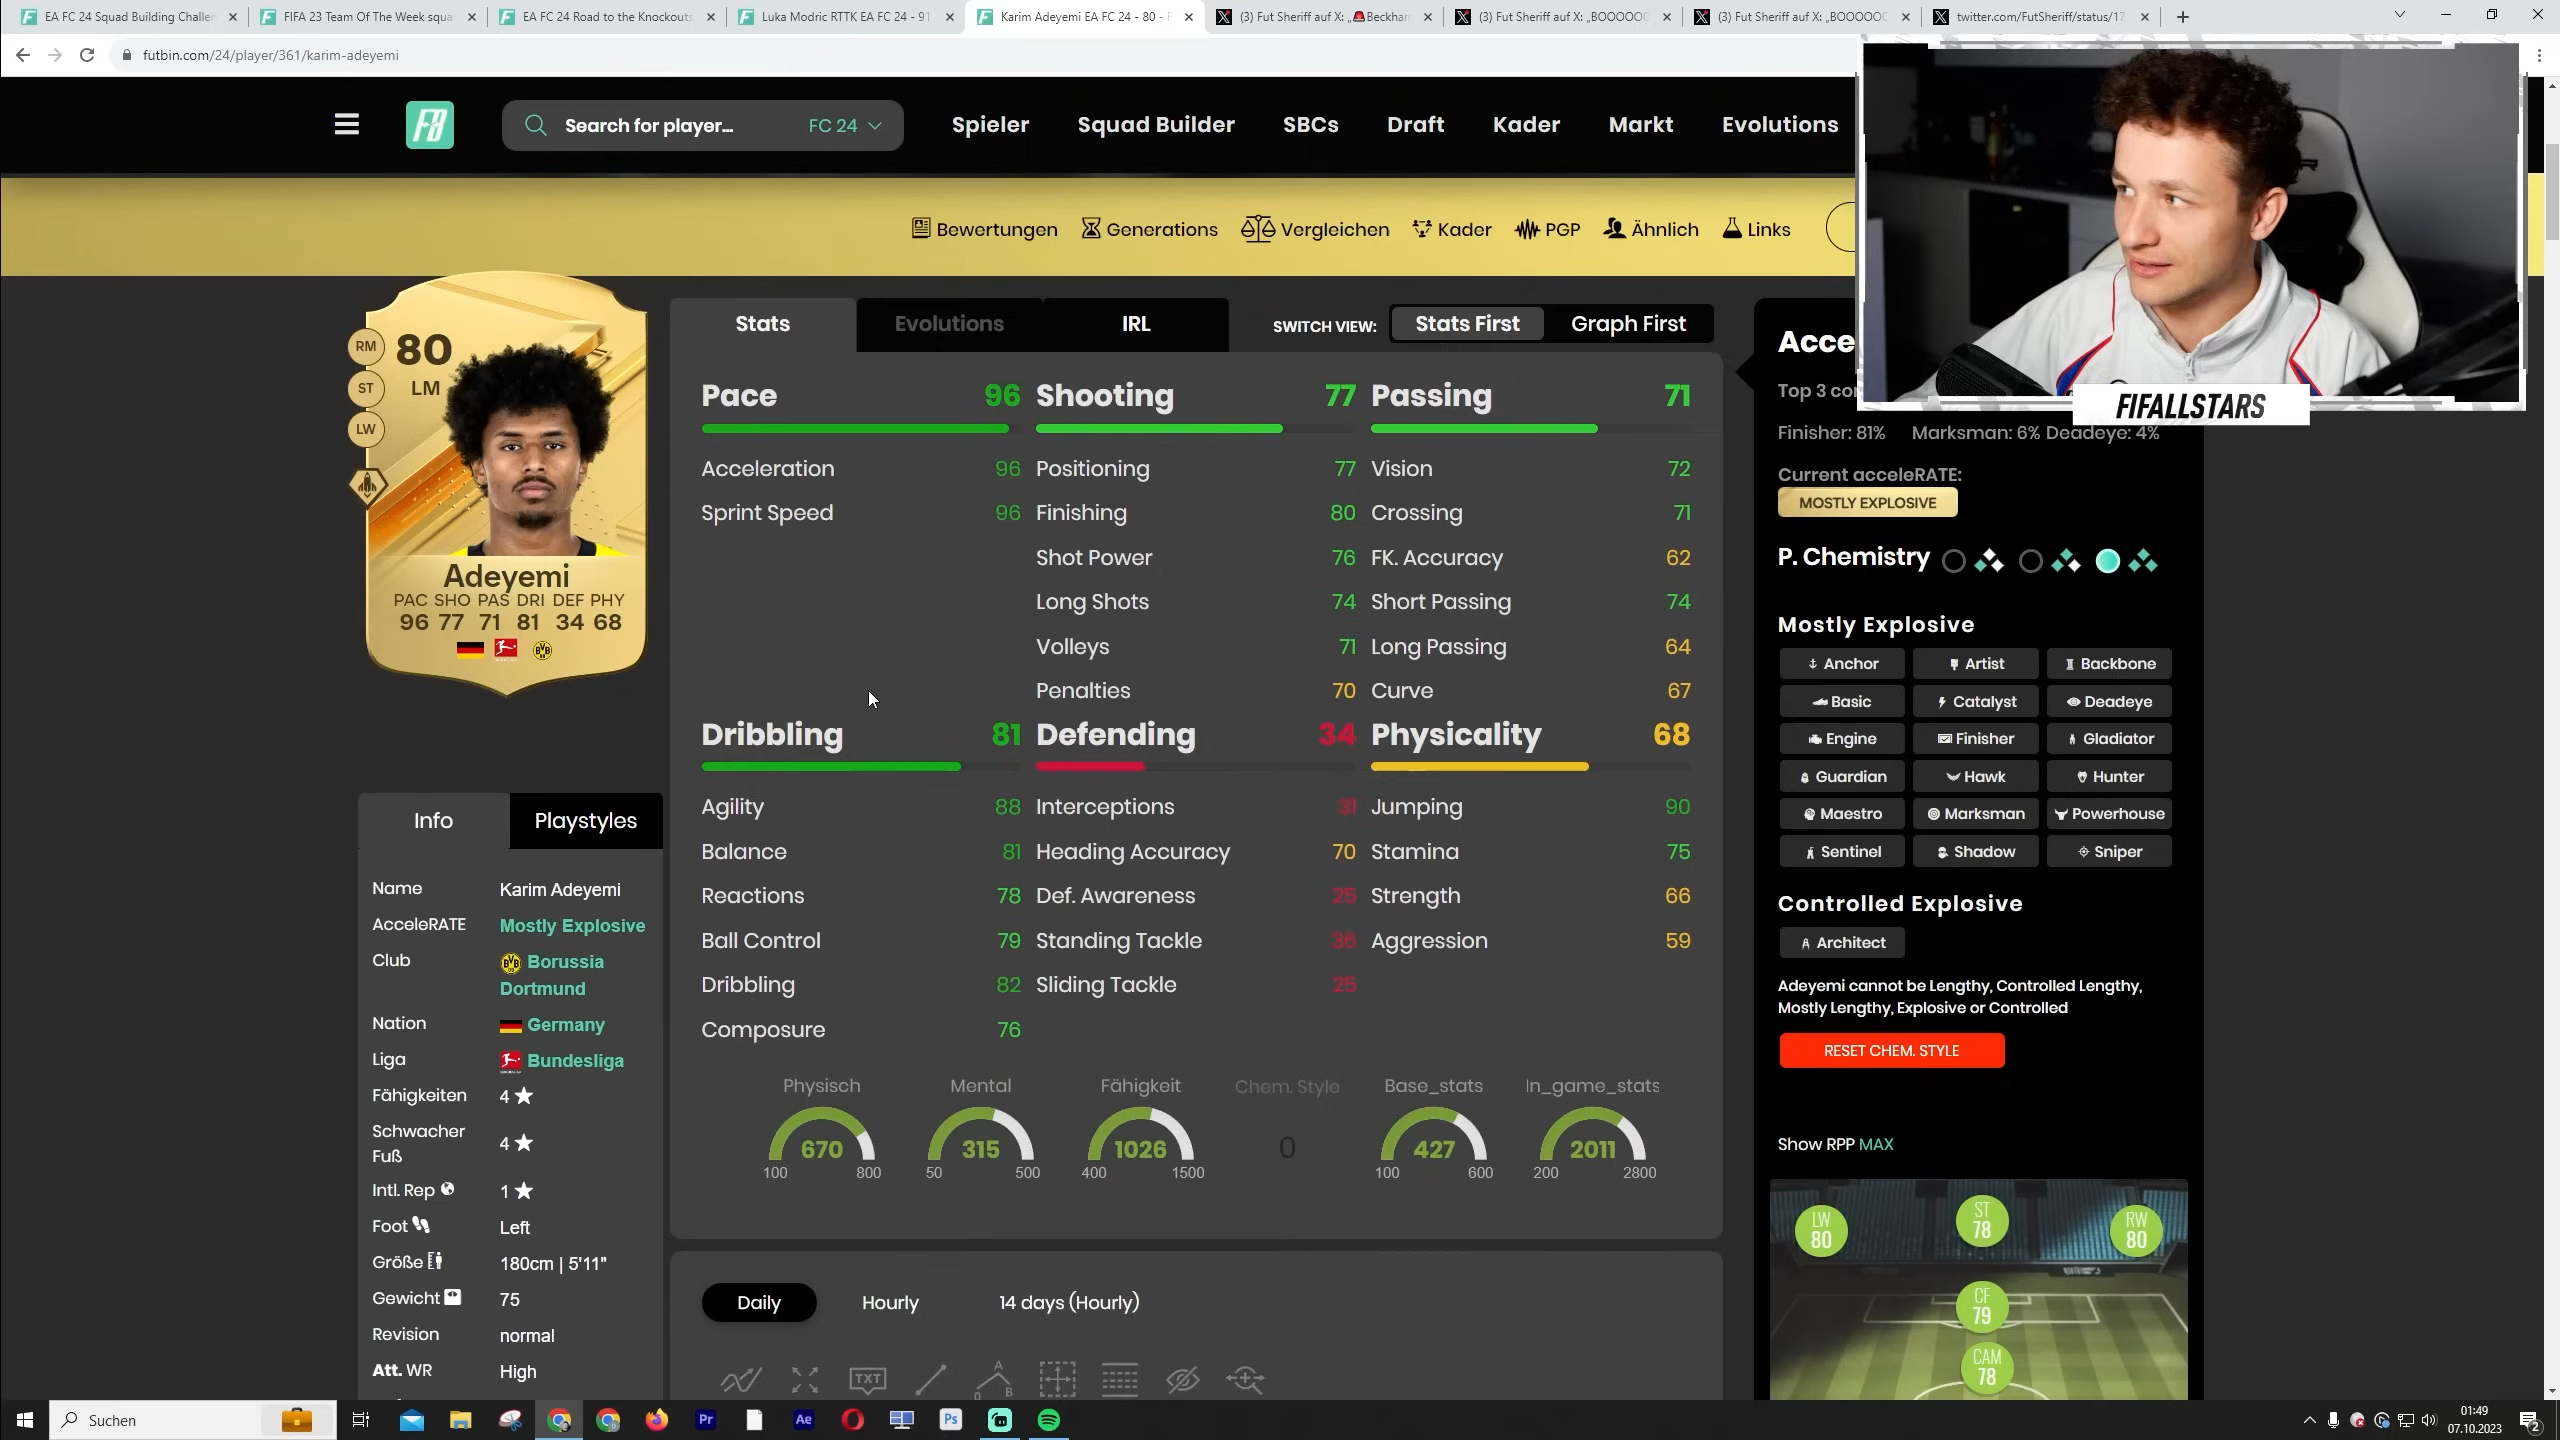 EA FC 24 Squad Building Challen
FIFA 23 Team Of The Week squa
EA FC 24 Road to the Knockouts
Luka Modric RTTK EA FC 24 - 91
Karim Adeyemi EA FC 24 - 80 - R
(3) Fut Sheriff auf X: „🚨Beckham
(3) Fut Sheriff auf X: „BOOOOOO
(3) Fut Sheriff auf X: „BOOOOOO
twitter.com/FutSheriff/status/17
futbin.com/24/player/361/karim-adeyemi
Search for player...
FC 24
Spieler
Squad Builder
SBCs
Draft
Kader
Markt
Evolutions
Bewertungen
Generations
Vergleichen
Kader
PGP
Ähnlich
Links
FIFALLSTARS
RM
ST
LW
80
LM
Adeyemi
PAC SHO PAS DRI DEF PHY
96 77 71 81 34 68
Stats
Evolutions
IRL
SWITCH VIEW:
Stats First
Graph First
Pace 96 Shooting 77 Passing 71
Acceleration 96 Positioning 77 Vision 72
Sprint Speed 96 Finishing 80 Crossing 71
Shot Power 76 FK. Accuracy 62
Long Shots 74 Short Passing 74
Volleys 71 Long Passing 64
Penalties 70 Curve 67
Dribbling 81 Defending 34 Physicality 68
Agility 88 Interceptions 31 Jumping 90
Balance 81 Heading Accuracy 70 Stamina 75
Reactions 78 Def. Awareness 25 Strength 66
Ball Control 79 Standing Tackle 36 Aggression 59
Dribbling 82 Sliding Tackle 25
Composure 76
Physisch Mental Fähigkeit Chem. Style Base_stats In_game_stats
670 315 1026 0 427 2011
100 800 50 500 400 1500 100 600 200 2800
Info
Playstyles
Name Karim Adeyemi
AcceleRATE Mostly Explosive
Club Borussia
Dortmund
Nation Germany
Liga Bundesliga
Fähigkeiten 4
Schwacher
Fuß 4
Intl. Rep 1
Foot Left
Größe 180cm | 5'11"
Gewicht 75
Revision normal
Att. WR High
Daily
Hourly
14 days (Hourly)
TXT
A
B
Acce
Top 3 co
Finisher: 81% Marksman: 6% Deadeye: 4%
Current acceleRATE:
MOSTLY EXPLOSIVE
P. Chemistry
Mostly Explosive
Anchor Artist Backbone
Basic Catalyst Deadeye
Engine Finisher Gladiator
Guardian Hawk Hunter
Maestro Marksman Powerhouse
Sentinel Shadow Sniper
Controlled Explosive
Architect
Adeyemi cannot be Lengthy, Controlled Lengthy,
Mostly Lengthy, Explosive or Controlled
RESET CHEM. STYLE
Show RPP MAX
LW
80
ST
78
RW
80
CF
79
CAM
78
Suchen
Pr
Ae
Ps
01:49
07.10.2023
2